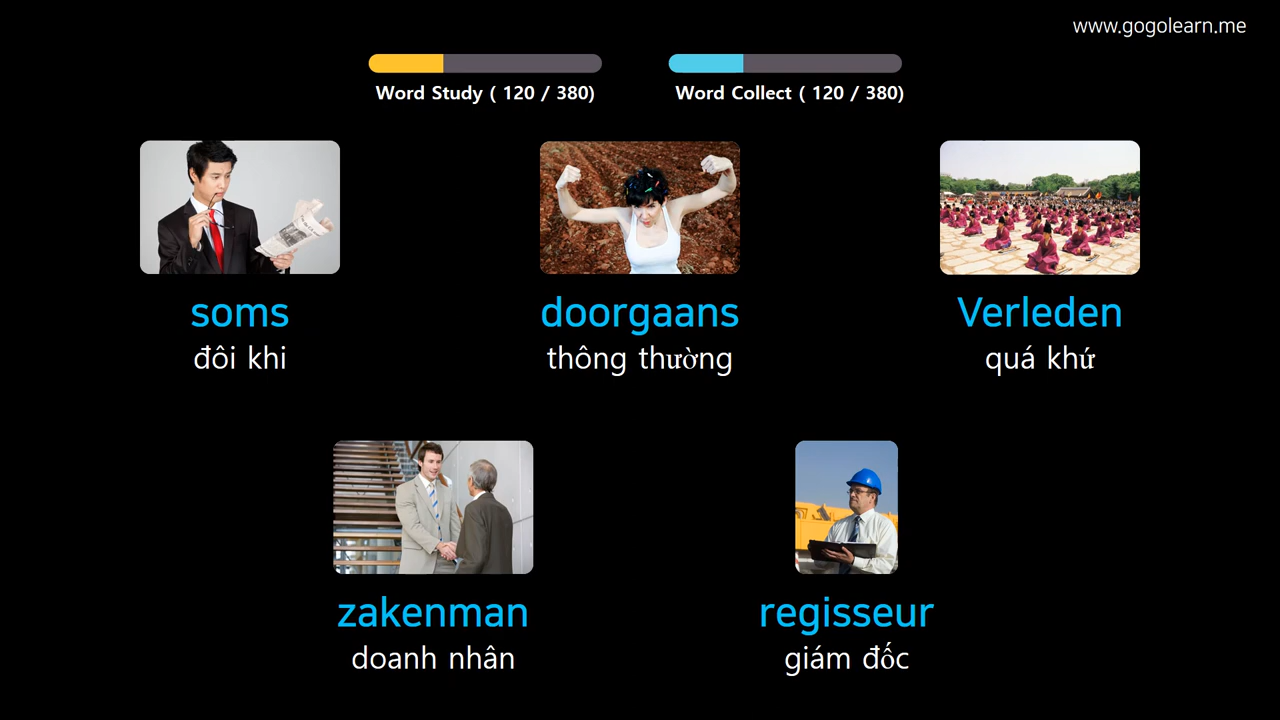 www.gogolearn.me
Word Study ( 120 / 380)
Word Collect ( 120 / 380)
soms
doorgaans
Verleden
đôi khi
thông thường
quá khứ
zakenman
regisseur
doanh nhân
giám đốc